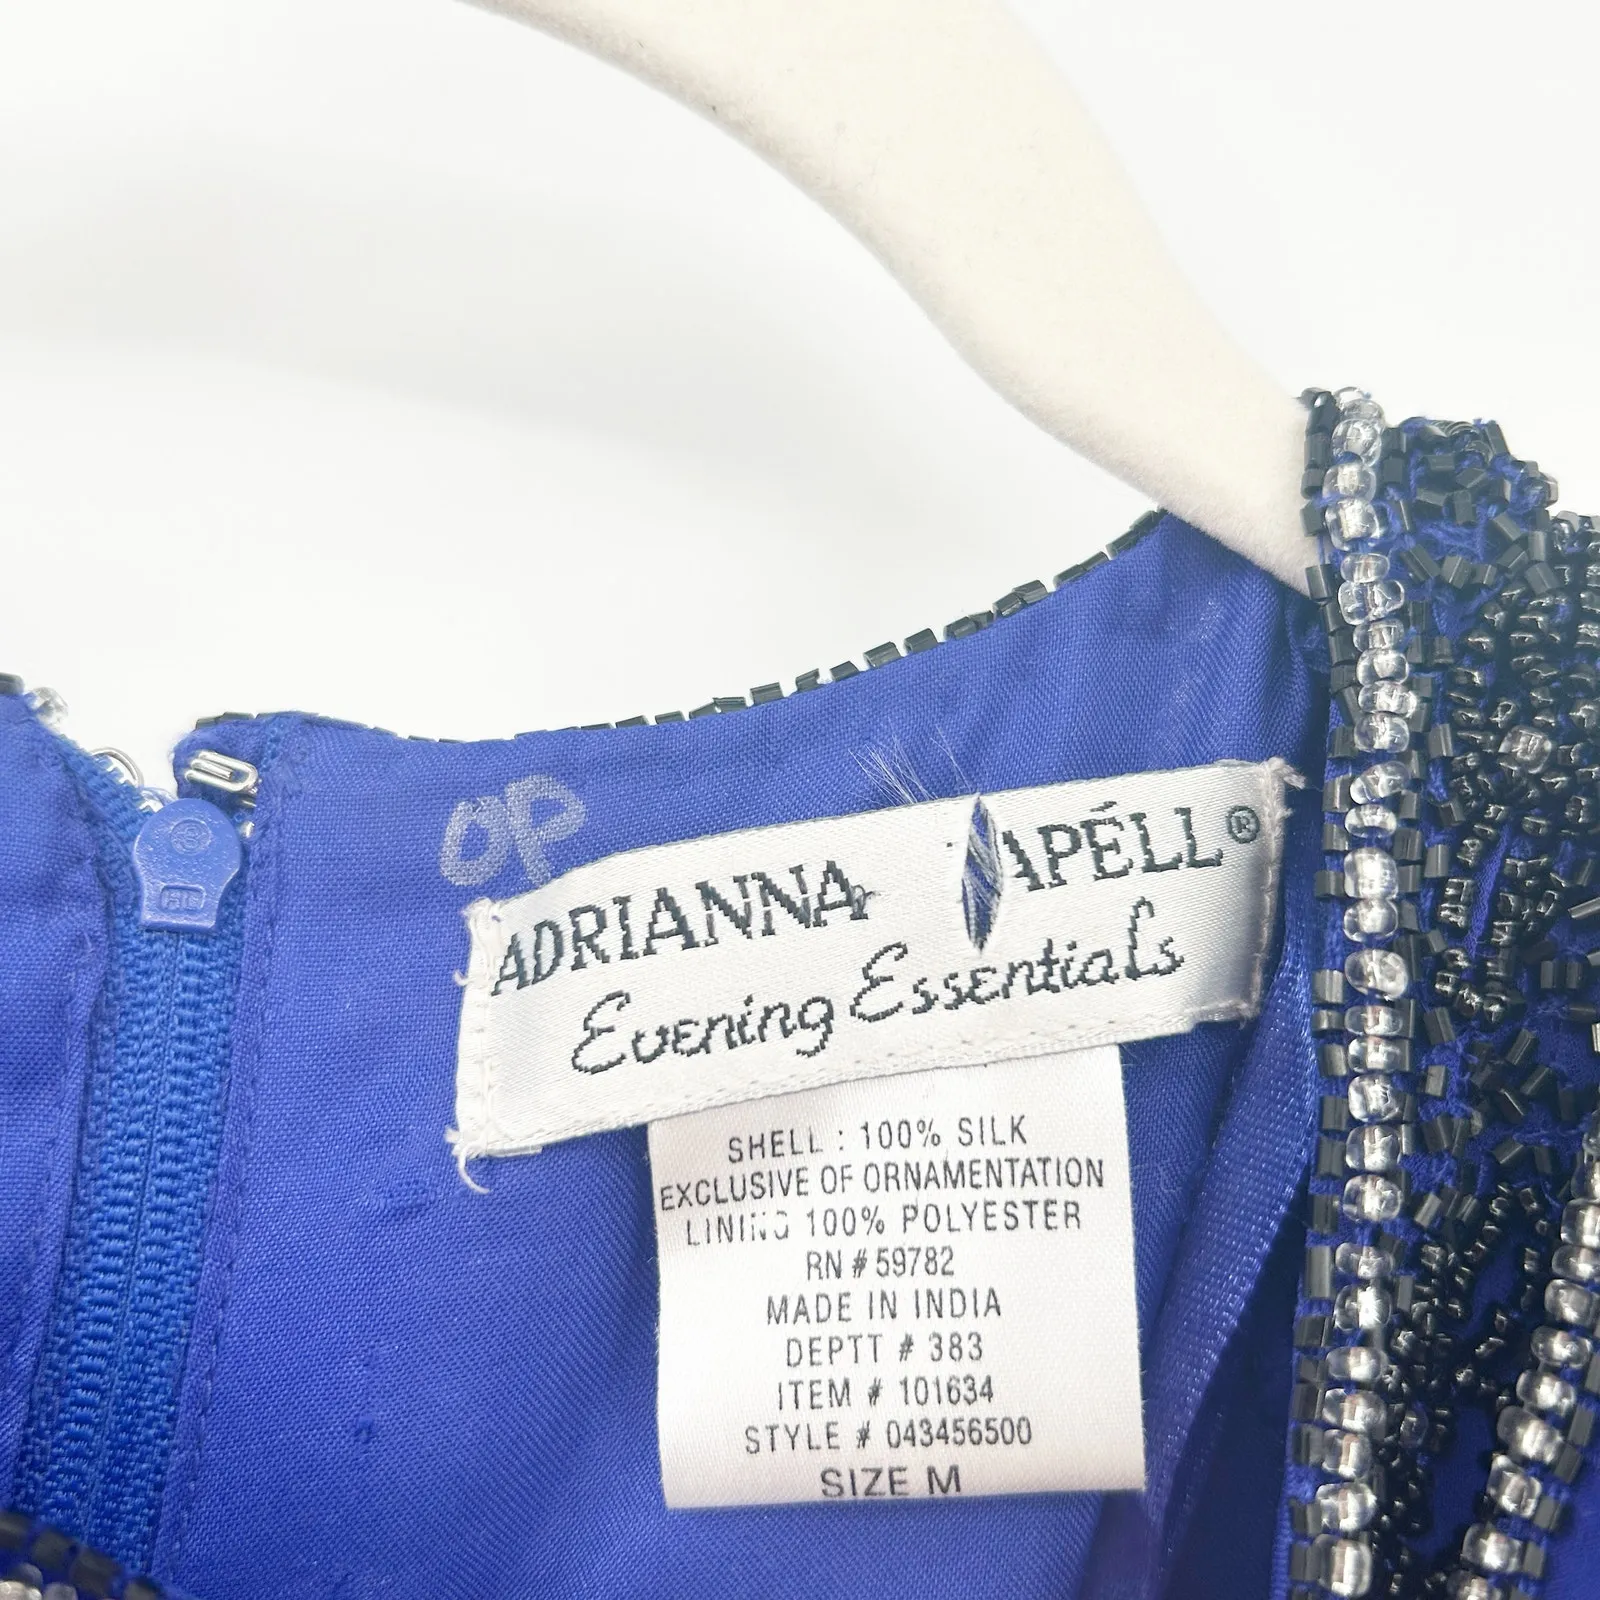 OP
ADRIANNA APÉLL®
Evening Essentials
SHELL : 100% SILK
EXCLUSIVE OF ORNAMENTATION
LINING 100% POLYESTER
RN # 59782
MADE IN INDIA
DEPTT # 383
ITEM # 101634
STYLE # 043456500
SIZE M